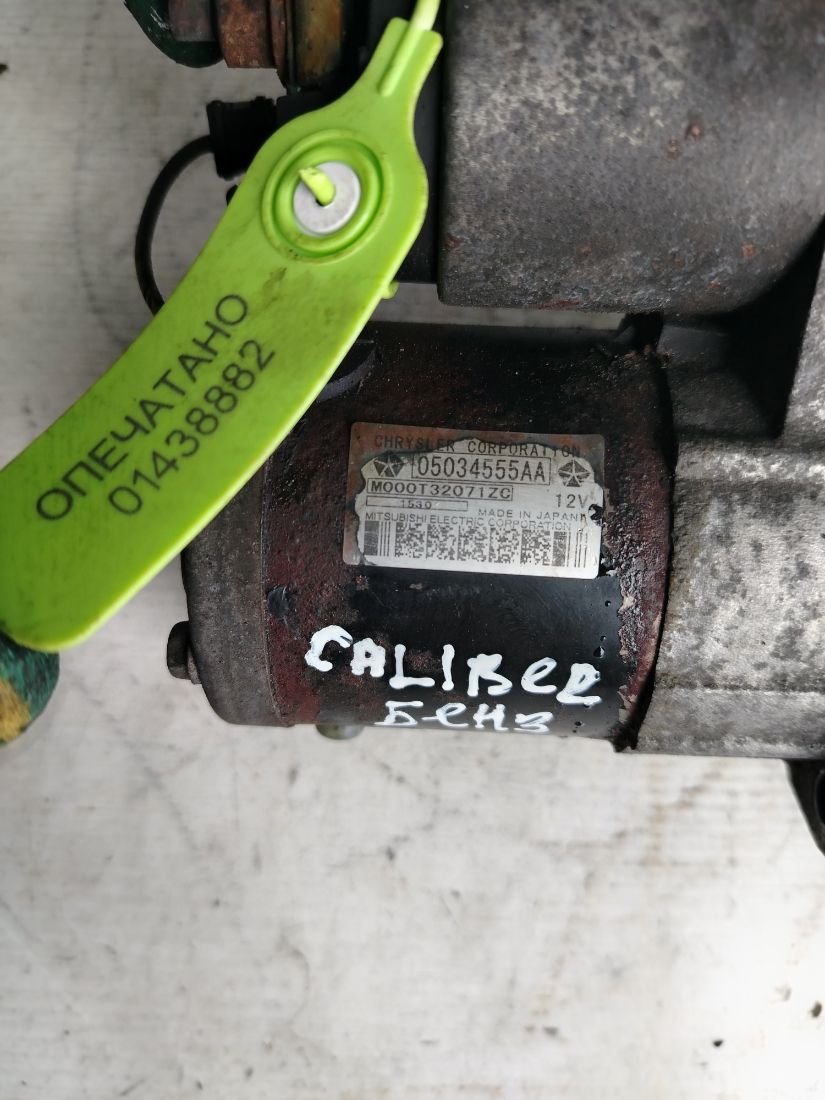 ОПЕЧАТАНО
01438882
CHRYSLER CORPORATION
05034555AA
M000T32071ZC
1530 12V
MADE IN JAPAN
MITSUBISHI ELECTRIC CORPORATION
CALIBER
БЕНЗ